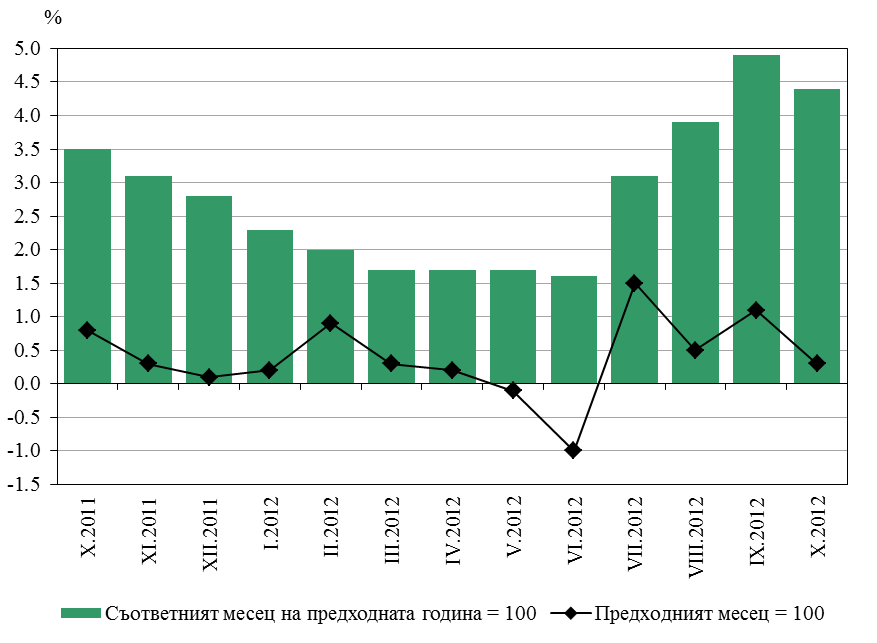 %
5.0
4.5
4.0
3.5
3.0
2.5
2.0
1.5
1.0
0.5
0.0
-0.5
-1.0
-1.5
X.2011
XI.2011
XII.2011
I.2012
II.2012
III.2012
IV.2012
V.2012
VI.2012
VII.2012
VIII.2012
IX.2012
X.2012
Съответният месец на предходната година = 100
Предходният месец = 100